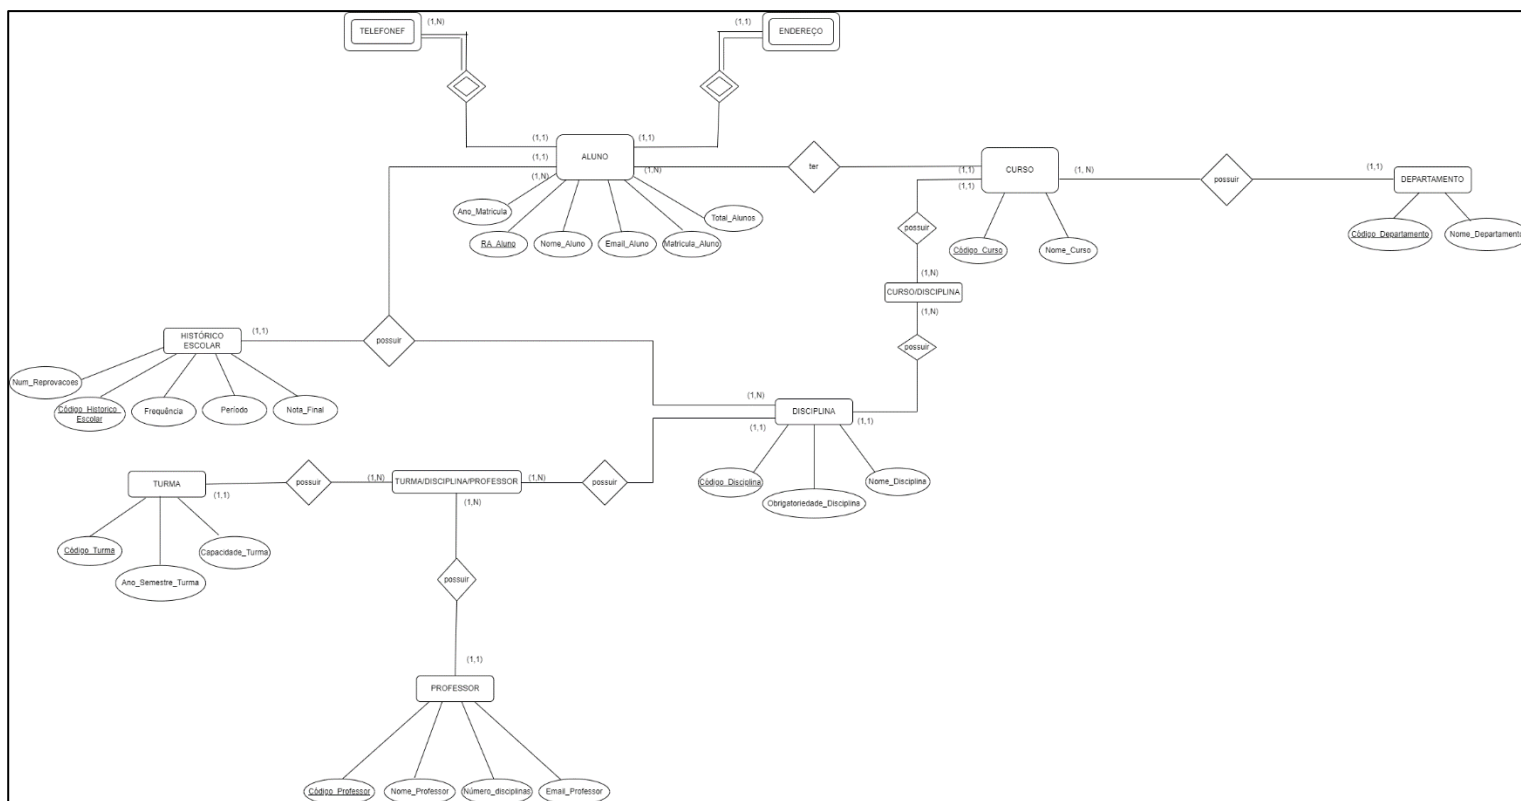 (1,N)
(1,1)
TELEFONEF
ENDEREÇO
(1,1)
(1,1)
(1,1)
ALUNO
(1,N)
(1,N)
ter
(1,1)
(1,1)
CURSO
(1, N)
possuir
(1,1)
DEPARTAMENTO
Ano_Matricula
RA_Aluno
Nome_Aluno
Email_Aluno
Matricula_Aluno
Total_Alunos
possuir
Código_Curso
Nome_Curso
Código_Departamento
Nome_Departamento
(1,N)
CURSO/DISCIPLINA
(1,N)
HISTÓRICO
ESCOLAR
(1,1)
possuir
possuir
Num_Reprovacoes
Código_Historico_
Escolar
Frequência
Período
Nota_Final
(1,N)
DISCIPLINA
(1,1)
(1,1)
Código_Disciplina
Obrigatoriedade_Disciplina
Nome_Disciplina
TURMA
(1,1)
possuir
(1,N)
TURMA/DISCIPLINA/PROFESSOR
(1,N)
possuir
(1,N)
Código_Turma
Ano_Semestre_Turma
Capacidade_Turma
possuir
(1,1)
PROFESSOR
Código_Professor
Nome_Professor
Número_disciplinas
Email_Professor